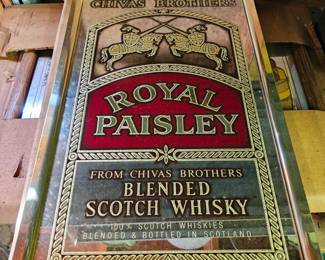 CHIVAS BROTHERS
ROYAL
PAISLEY
FROM CHIVAS BROTHERS
BLENDED
SCOTCH WHISKY
100% SCOTCH WHISKIES
BLENDED & BOTTLED IN SCOTLAND